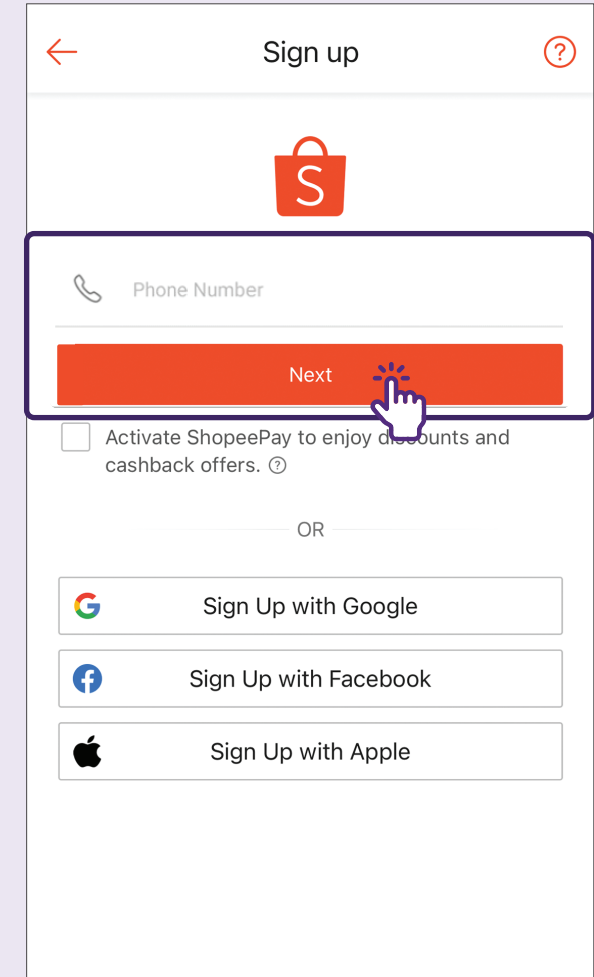 Sign up
?
S
Phone Number
Next
Activate ShopeePay to enjoy discounts and
cashback offers. ?
OR
G Sign Up with Google
f Sign Up with Facebook
Sign Up with Apple